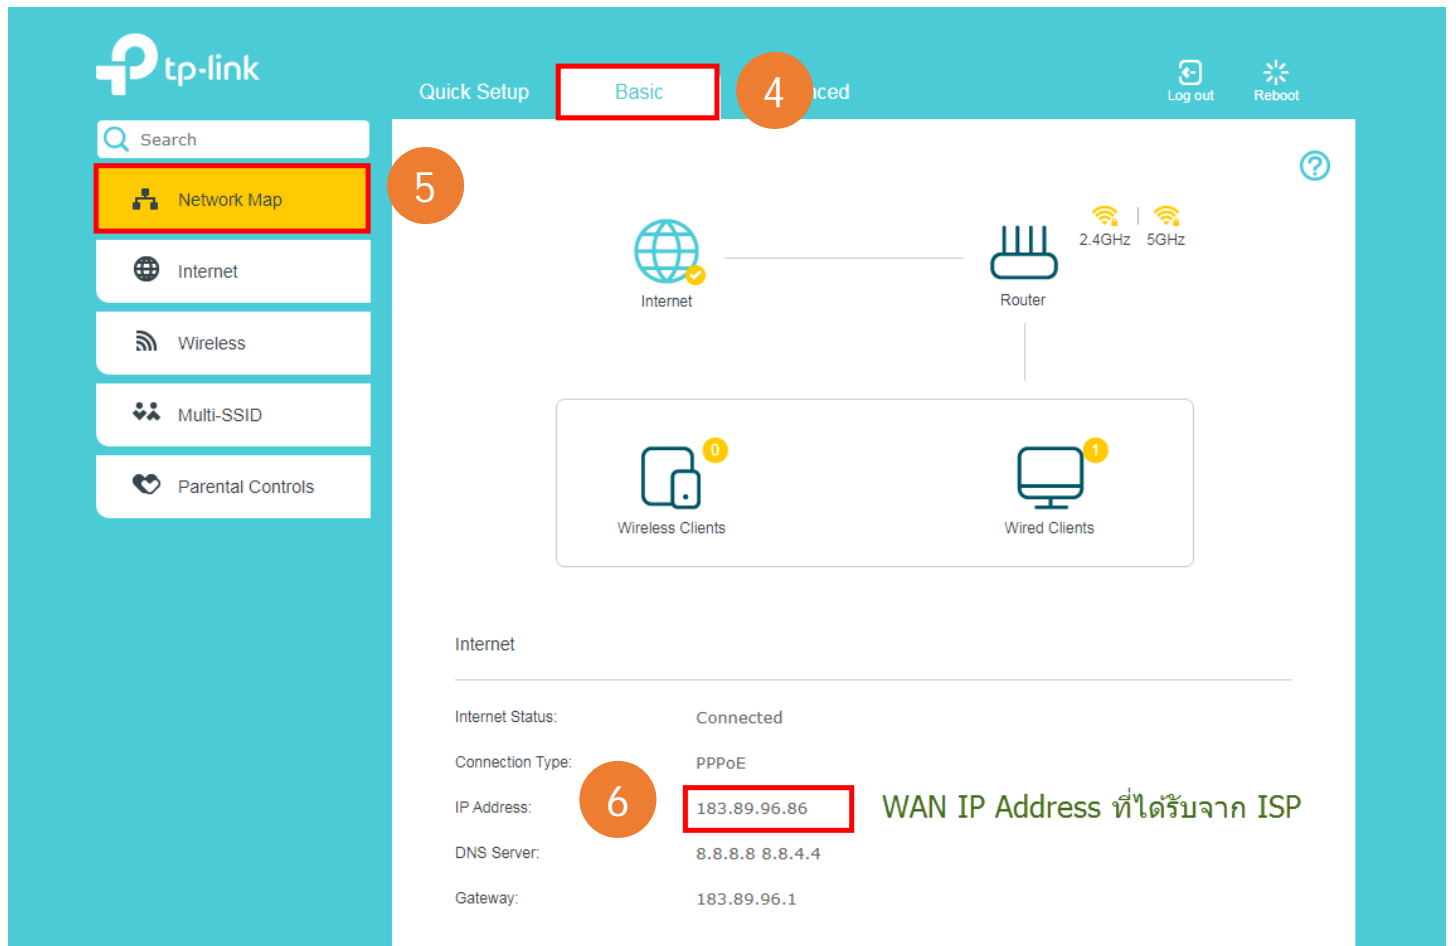 tp-link
Quick Setup
Basic
4
Log out
Reboot
Search
Network Map
5
Internet
Wireless
Multi-SSID
Parental Controls
2.4GHz | 5GHz
Internet
Router
0
1
Wireless Clients
Wired Clients
Internet
Internet Status: Connected
Connection Type: PPPoE
IP Address: 6 183.89.96.86 WAN IP Address ที่ได้รับจาก ISP
DNS Server: 8.8.8.8 8.8.4.4
Gateway: 183.89.96.1